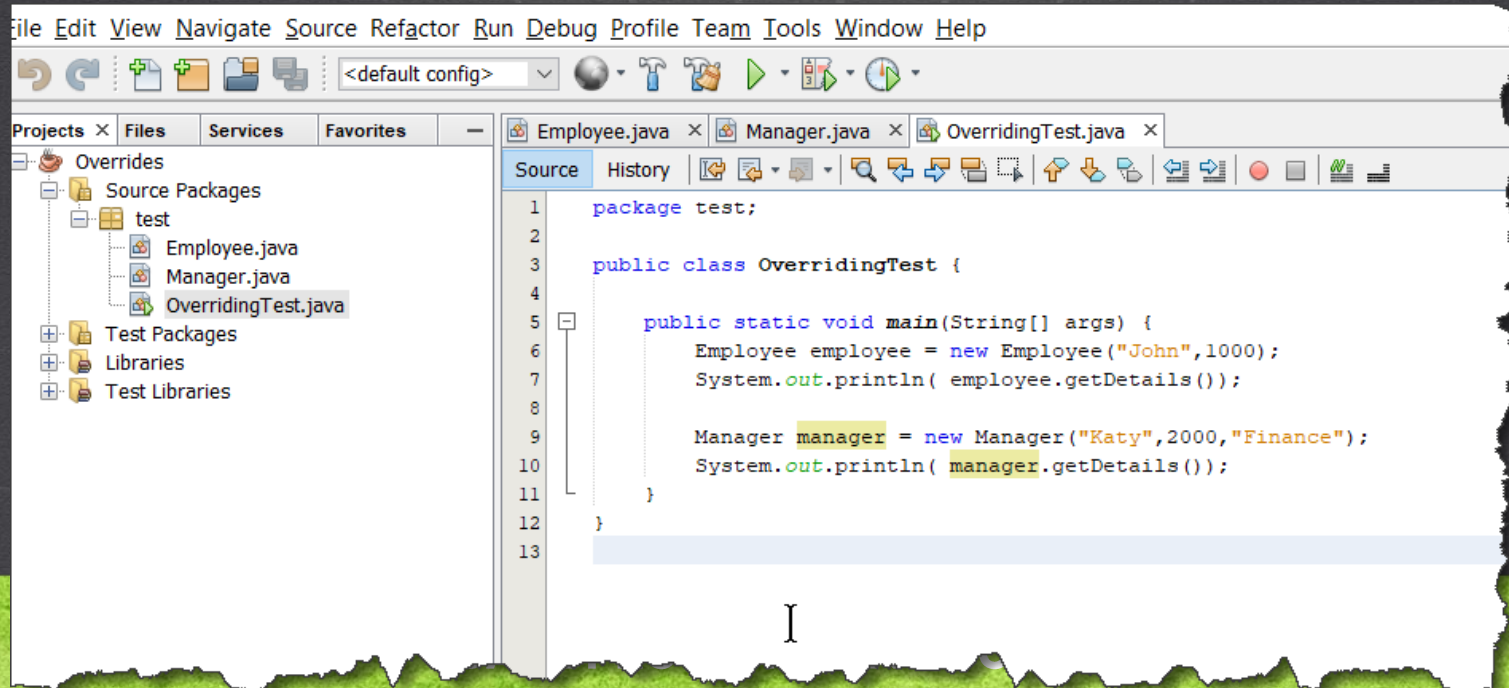 File Edit View Navigate Source Refactor Run Debug Profile Team Tools Window Help
<default config>
Projects Files Services Favorites
Overrides
Source Packages
test
Employee.java
Manager.java
OverridingTest.java
Test Packages
Libraries
Test Libraries
Employee.java Manager.java OverridingTest.java
Source History
1 package test;
2
3 public class OverridingTest {
4
5 public static void main(String[] args) {
6 Employee employee = new Employee("John",1000);
7 System.out.println( employee.getDetails());
8
9 Manager manager = new Manager("Katy",2000,"Finance");
10 System.out.println( manager.getDetails());
11 }
12 }
13